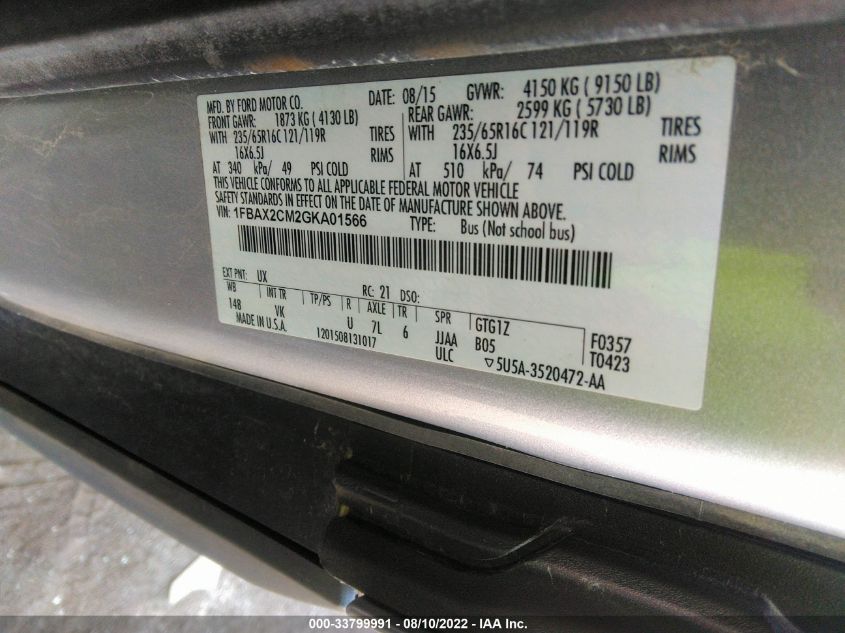 MFD. BY FORD MOTOR CO.
DATE: 08/15 GVWR: 4150 KG ( 9150 LB)
FRONT GAWR: 1873 KG ( 4130 LB)
REAR GAWR: 2599 KG ( 5730 LB)
WITH 235/65R16C 121/119R TIRES
WITH 235/65R16C 121/119R TIRES
16X6.5J RIMS
16X6.5J RIMS
AT 340 kPa/ 49 PSI COLD
AT 510 kPa/ 74 PSI COLD
THIS VEHICLE CONFORMS TO ALL APPLICABLE FEDERAL MOTOR VEHICLE
SAFETY STANDARDS IN EFFECT ON THE DATE OF MANUFACTURE SHOWN ABOVE.
VIN: 1FBAX2CM2GKA01566
TYPE: Bus (Not school bus)
EXT PNT: UX RC: 21 DSO:
WB INT TR TP/PS R AXLE TR SPR GTG1Z F0357
148 VK U 7L 6 JJAA B05 T0423
MADE IN U.S.A. 1201508131017 ULC ▽5U5A-3520472-AA
000-33799991 - 08/10/2022 - IAA Inc.